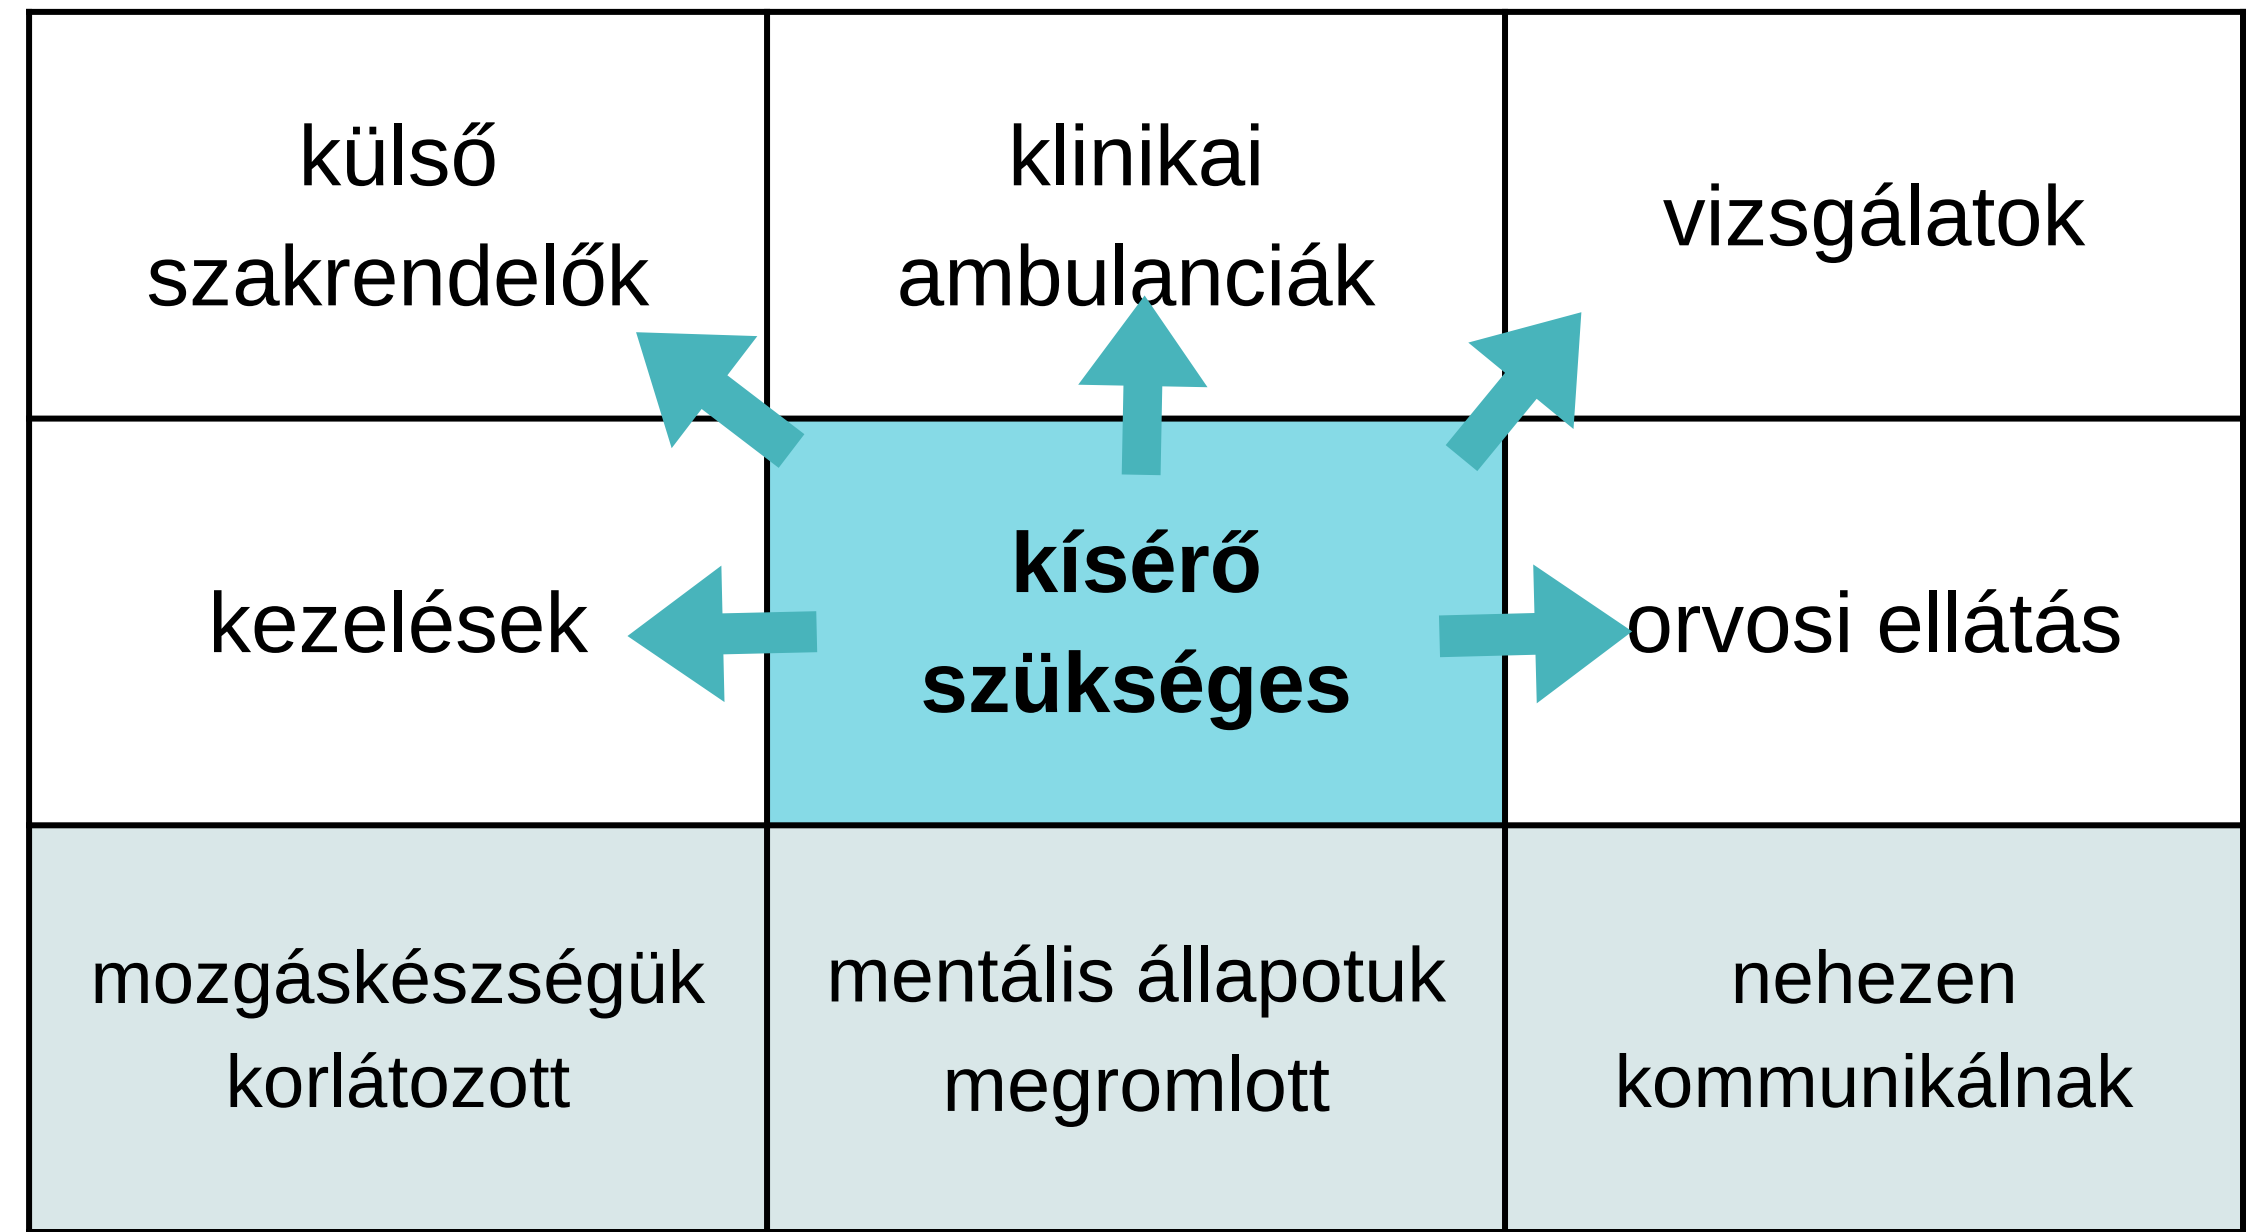 külső
szakrendelők
klinikai
ambulanciák
vizsgálatok
kezelések
kísérő
szükséges
orvosi ellátás
mozgáskészségük
korlátozott
mentális állapotuk
megromlott
nehezen
kommunikálnak